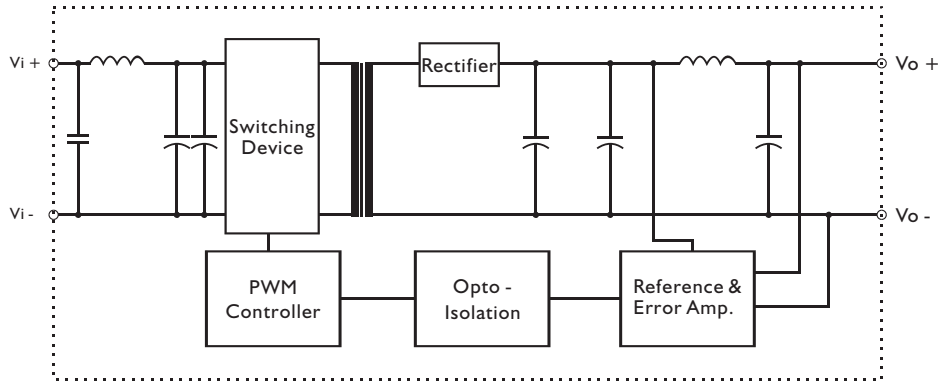 Vi +
Rectifier
Vo +
Switching
Device
Vi -
Vo -
PWM
Controller
Opto -
Isolation
Reference &
Error Amp.